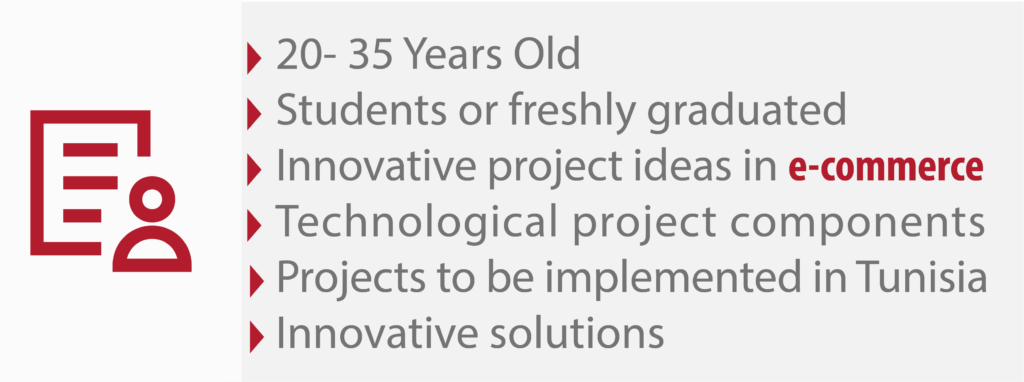 20- 35 Years Old
Students or freshly graduated
Innovative project ideas in e-commerce
Technological project components
Projects to be implemented in Tunisia
Innovative solutions